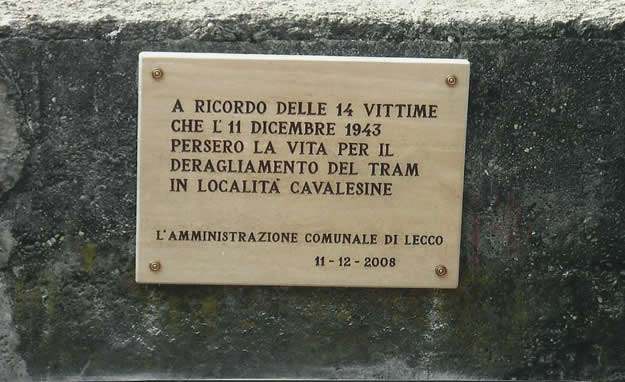 A RICORDO DELLE 14 VITTIME
CHE L'11 DICEMBRE 1943
PERSERO LA VITA PER IL
DERAGLIAMENTO DEL TRAM
IN LOCALITÀ CAVALESINE
L'AMMINISTRAZIONE COMUNALE DI LECCO
11-12-2008